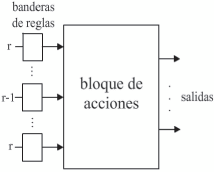 banderas
de reglas
r
r-1
r
bloque de
acciones
salidas